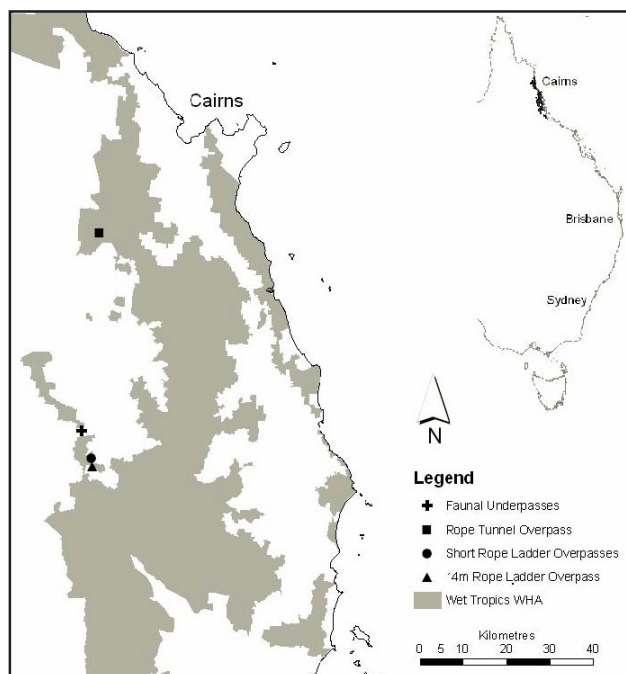 Cairns
Cairns
Brisbane
Sydney
N
Legend
Faunal Underpasses
Rope Tunnel Overpass
Short Rope Ladder Overpasses
14m Rope Ladder Overpass
Wet Tropics WHA
Kilometres
0 5 10 20 30 40